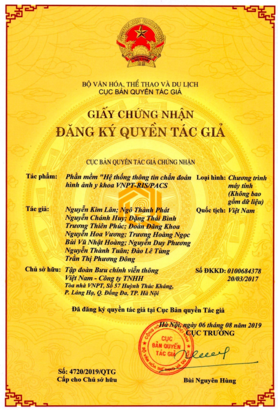 BỘ VĂN HÓA, THỂ THAO VÀ DU LỊCH
CỤC BẢN QUYỀN TÁC GIẢ
GIẤY CHỨNG NHẬN
ĐĂNG KÝ QUYỀN TÁC GIẢ
CỤC BẢN QUYỀN TÁC GIẢ CHỨNG NHẬN
Tác phẩm: Phần mềm "Hệ thống thông tin chẩn đoán Loại hình: Chương trình
hình ảnh y khoa VNPT-RIS/PACS máy tính
(Không bao
gồm dữ liệu)
Tác giả: Nguyễn Kim Lân; Ngô Thành Phát Quốc tịch: Việt Nam
Nguyễn Chánh Huy; Đặng Thái Bình
Trương Thiên Phúc; Đoàn Đăng Khoa
Nguyễn Hoa Vương; Trương Hoàng Ngọc
Bùi Vũ Nhật Hoàng; Nguyễn Duy Phương
Nguyễn Thành Tuân; Đào Lê Tùng
Trần Thị Phương Đông
Chủ sở hữu: Tập đoàn Bưu chính viễn thông Số ĐKKD: 0100684378
Việt Nam - Công ty TNHH 20/03/2017
Tòa nhà VNPT, Số 57 Huỳnh Thúc Kháng,
P. Láng Hạ, Q. Đống Đa, TP. Hà Nội
Đã đăng ký quyền tác giả tại Cục Bản quyền Tác giả
Hà Nội, ngày 06 tháng 08 năm 2019
CỤC TRƯỞNG
CỤC
BẢN QUYỀN
TÁC GIẢ
Số: 4720/2019/QTG
Cấp cho Chủ sở hữu Bùi Nguyên Hùng